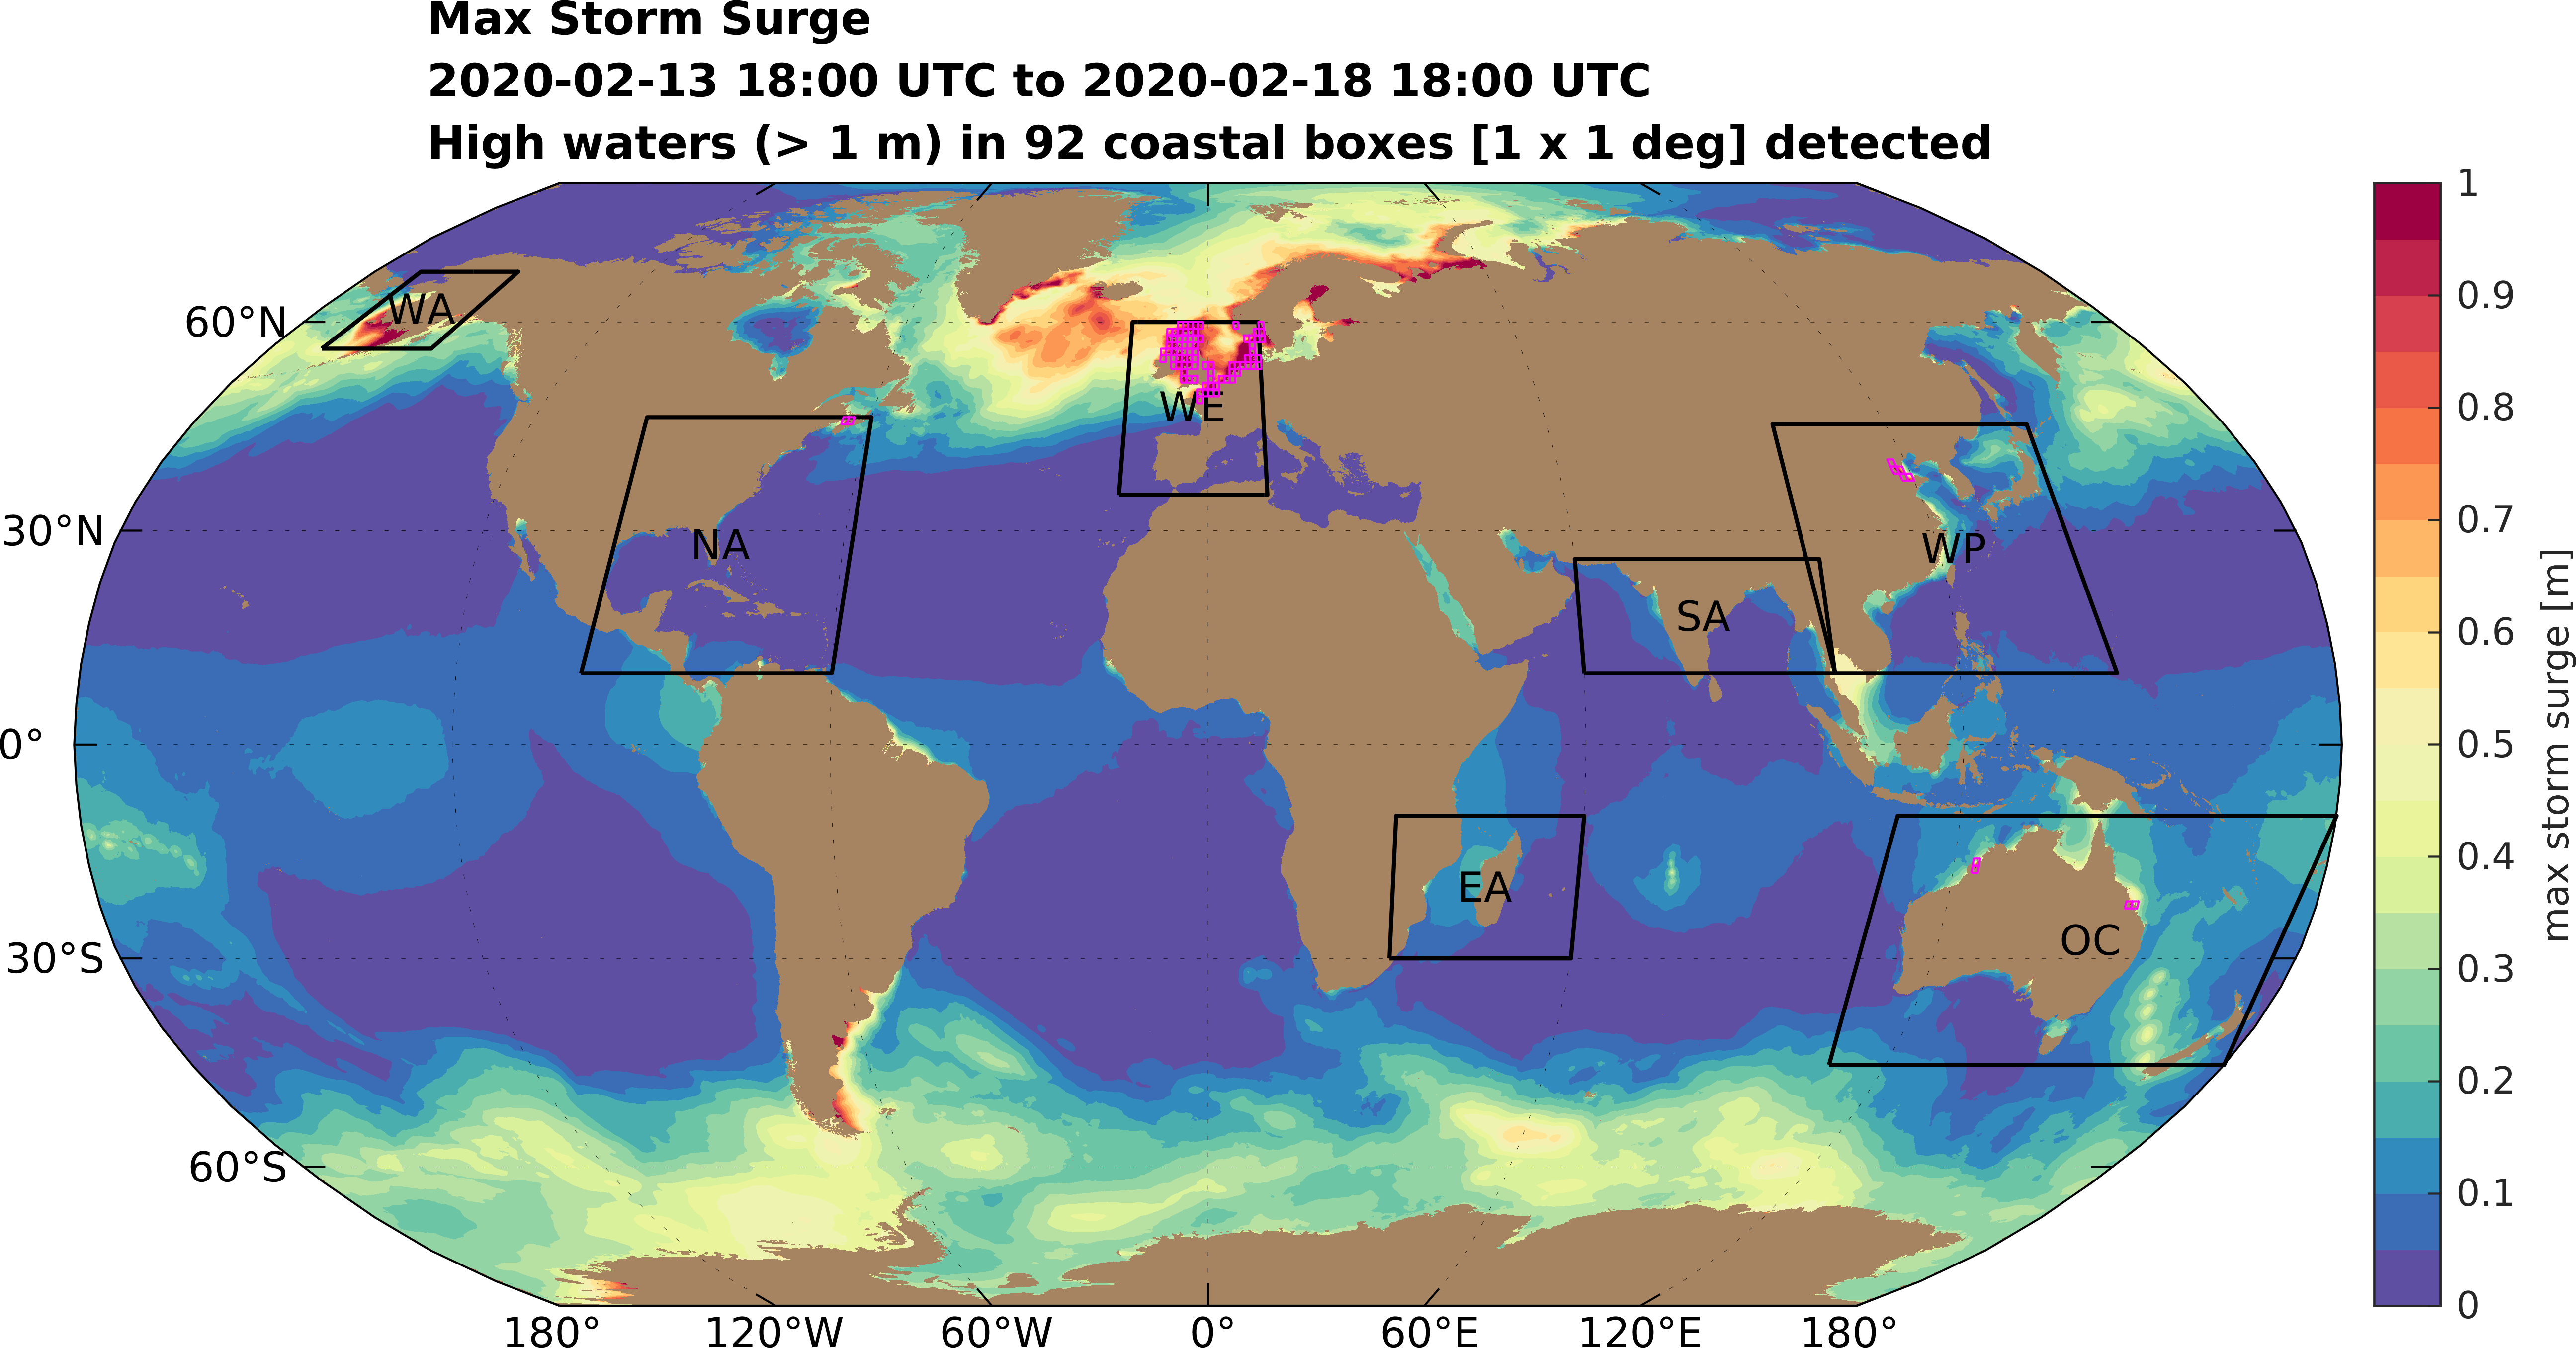 Max Storm Surge
2020-02-13 18:00 UTC to 2020-02-18 18:00 UTC
High waters (> 1 m) in 92 coastal boxes [1 x 1 deg] detected
60°N
30°N
0°
30°S
60°S
WA
NA
WE
SA
WP
EA
OC
180°
120°W
60°W
0°
60°E
120°E
180°
1
0.9
0.8
0.7
0.6
0.5
0.4
0.3
0.2
0.1
0
max storm surge [m]